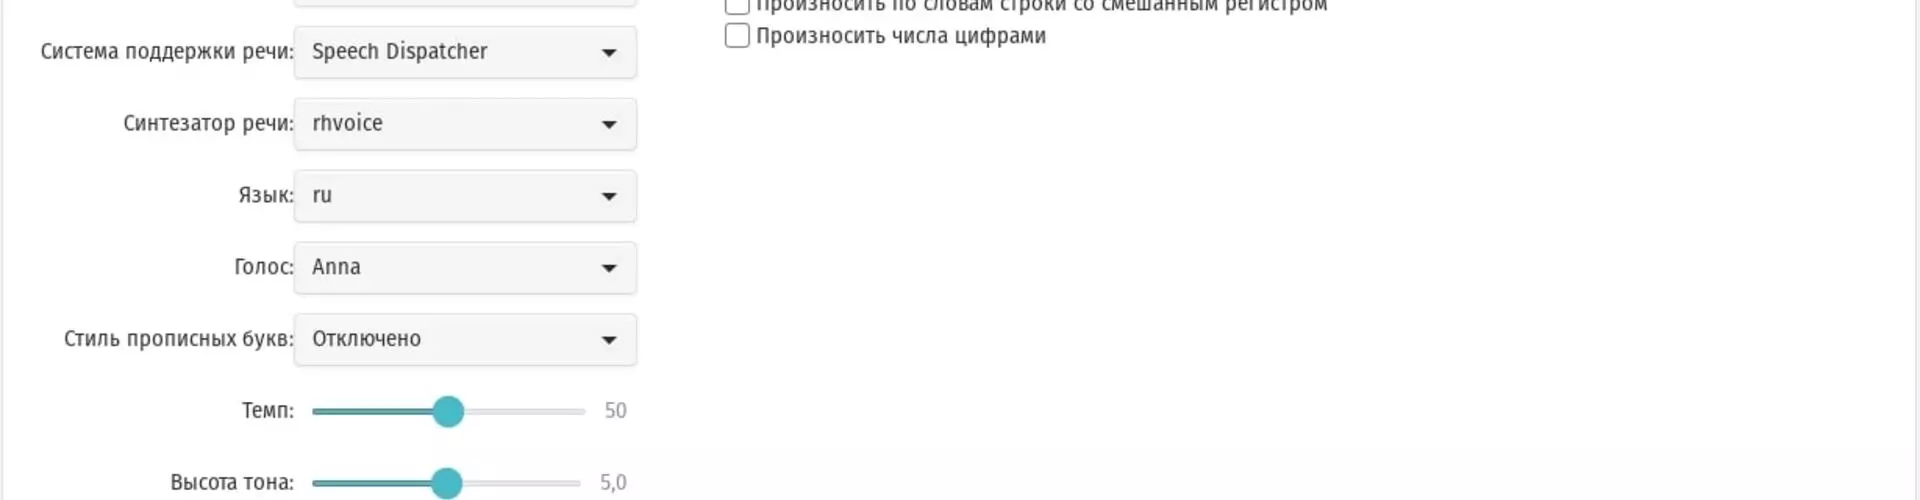 Произносить по словам строки со смешанным регистром
Система поддержки речи: Speech Dispatcher
Произносить числа цифрами
Синтезатор речи: rhvoice
Язык: ru
Голос: Anna
Стиль прописных букв: Отключено
Темп: 50
Высота тона: 5,0